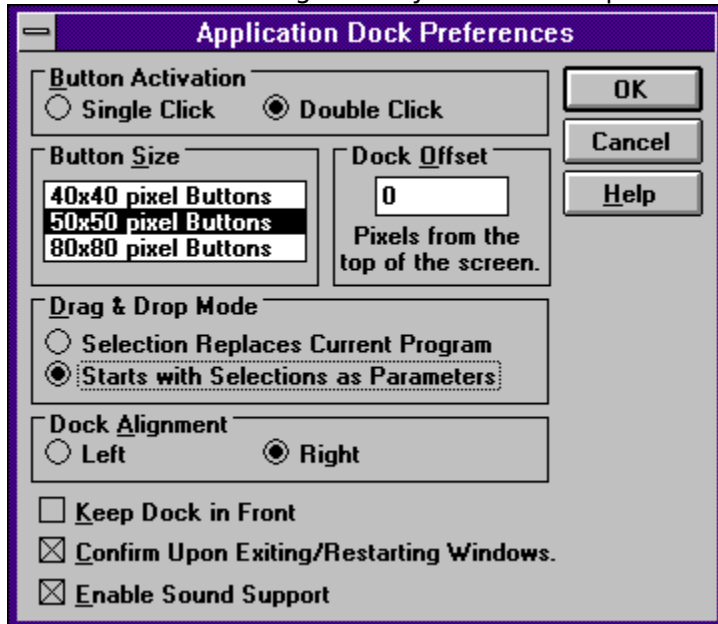 Application Dock Preferences
Button Activation
Single Click
Double Click
OK
Cancel
Help
Button Size
40x40 pixel Buttons
50x50 pixel Buttons
80x80 pixel Buttons
Dock Offset
0
Pixels from the
top of the screen.
Drag & Drop Mode
Selection Replaces Current Program
Starts with Selections as Parameters
Dock Alignment
Left
Right
Keep Dock in Front
Confirm Upon Exiting/Restarting Windows.
Enable Sound Support